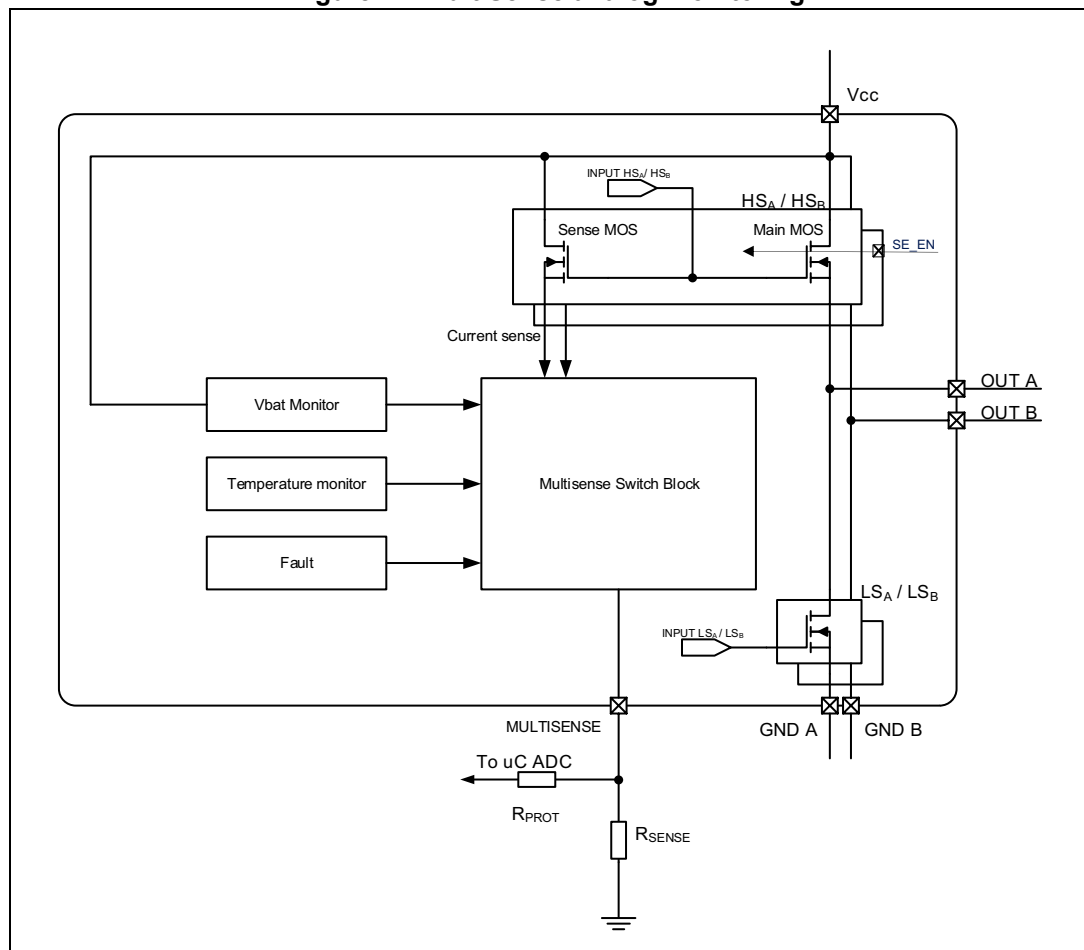 Vcc
INPUT HSA/ HSB
HSA / HSB
Sense MOS
Main MOS
SE_EN
Current sense
Vbat Monitor
OUT A
OUT B
Temperature monitor
Multisense Switch Block
Fault
LSA / LSB
INPUT LSA / LSB
MULTISENSE
GND A
GND B
To uC ADC
RPROT
RSENSE